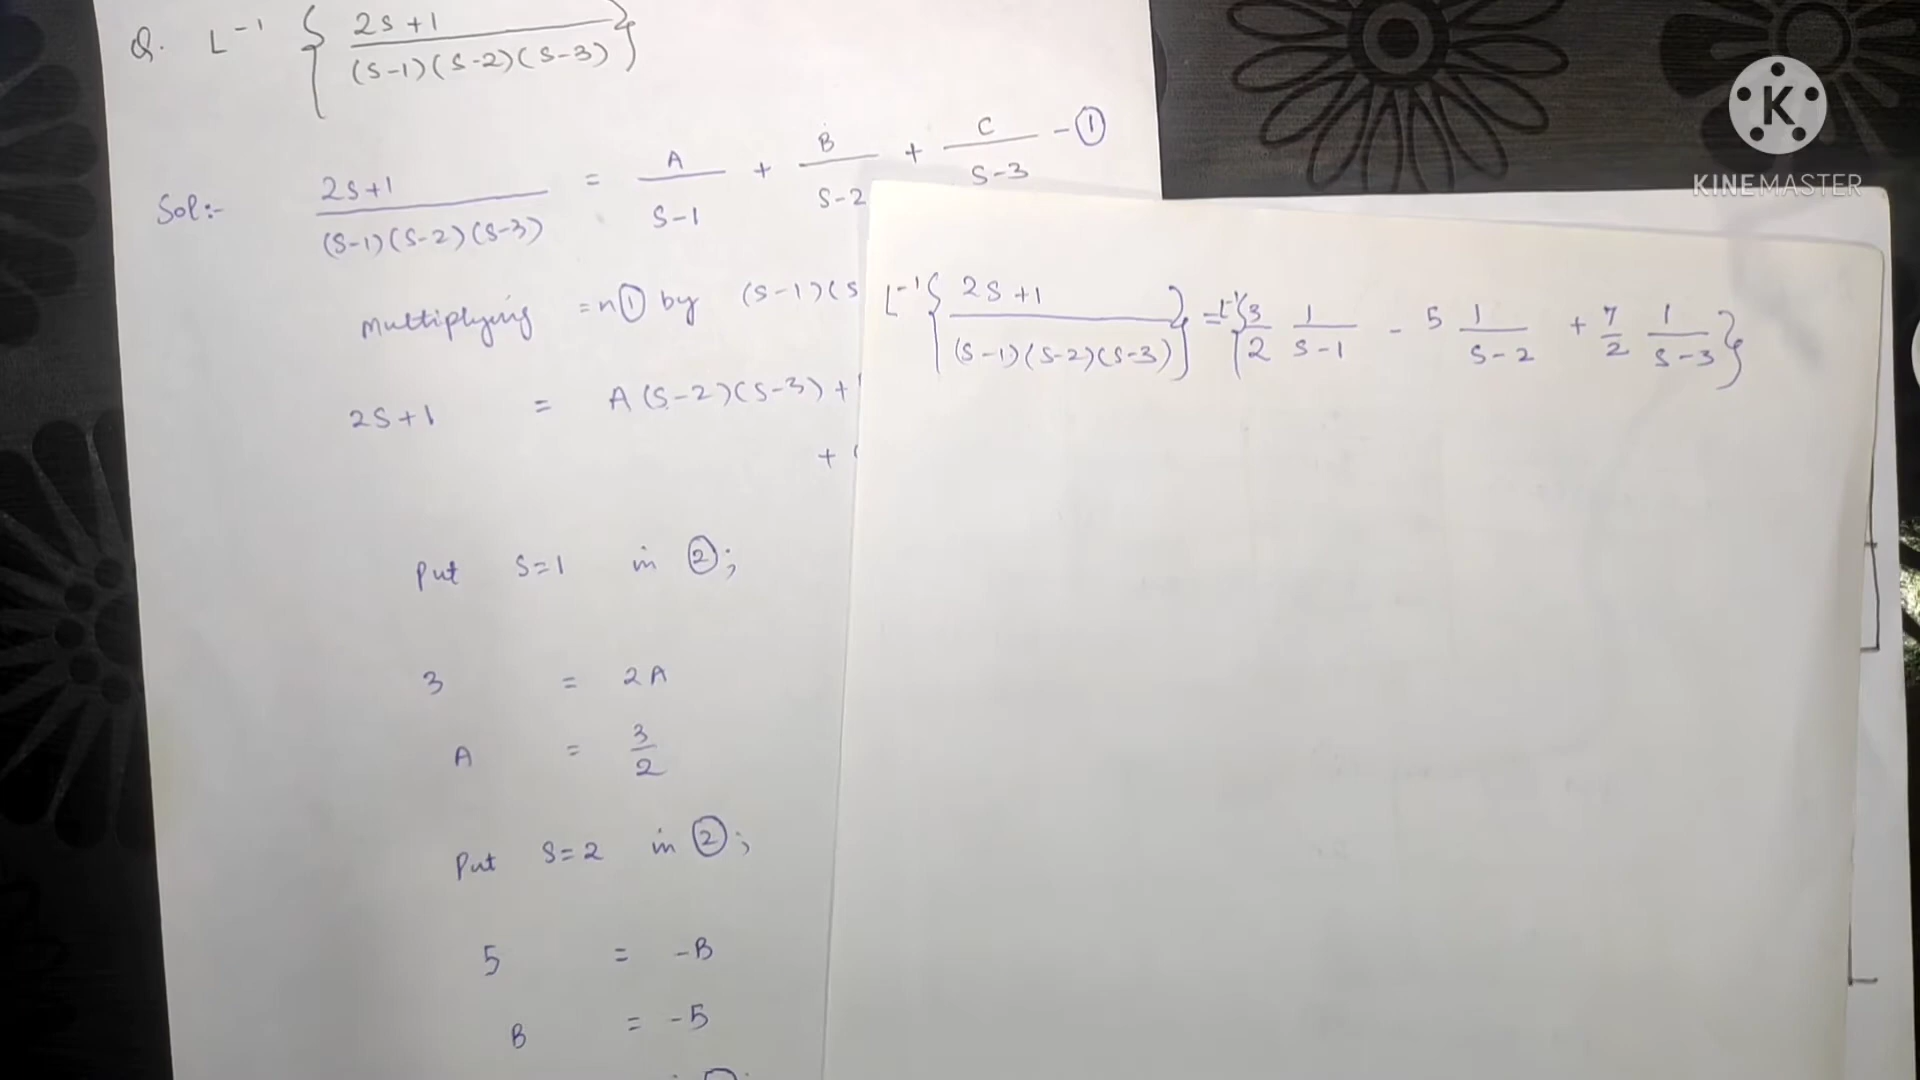 Q. L⁻¹ { 2s+1 / (s-1)(s-2)(s-3) }
Sol:- 2s+1 / (s-1)(s-2)(s-3) = A / s-1 + B / s-2 + C / s-3 - ①
Multiplying =n ① by (s-1)(s
2s+1 = A(s-2)(s-3) +
+
Put s=1 in ②;
3 = 2A
A = 3/2
Put s=2 in ②;
5 = -B
B = -5
L⁻¹ { 2s+1 / (s-1)(s-2)(s-3) } = L⁻¹ { 3/2 1/s-1 - 5 1/s-2 + 7/2 1/s-3 }
K
KINEMASTER